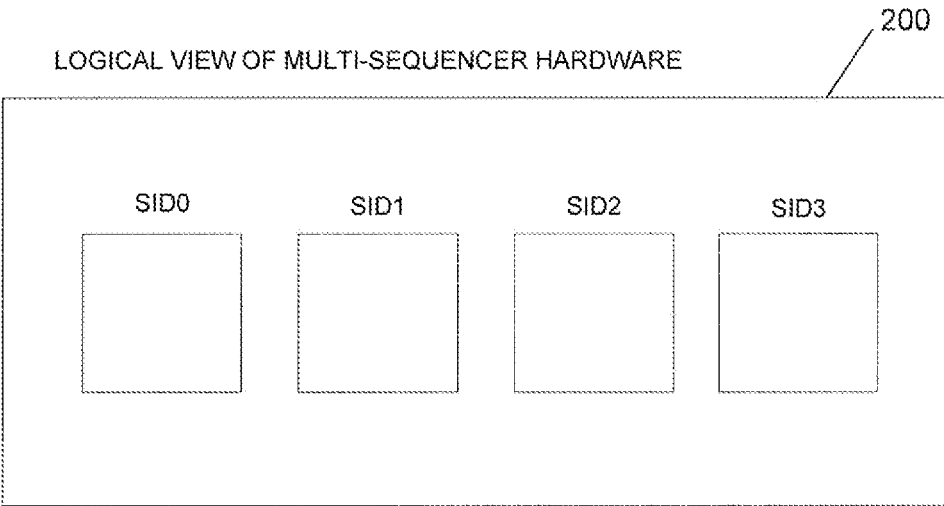 200
LOGICAL VIEW OF MULTI-SEQUENCER HARDWARE
SID0 SID1 SID2 SID3